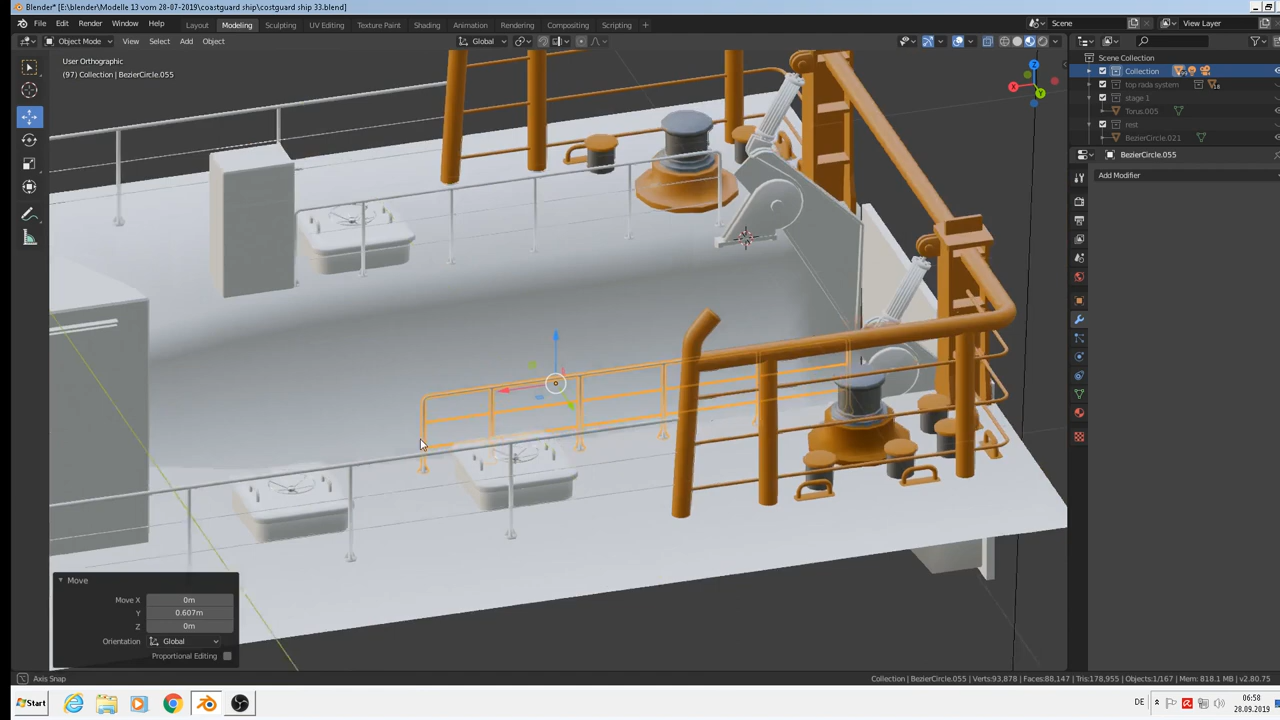 Blender* [E:\blender\Modelle 13 vom 28-07-2019\coastguard ship\costguard ship 33.blend]
File Edit Render Window Help Layout Modeling Sculpting UV Editing Texture Paint Shading Animation Rendering Compositing Scripting + Scene View Layer
Object Mode View Select Add Object Global
User Orthographic
(97) Collection | BezierCircle.055
Scene Collection
Collection
top rada system
stage 1
Torus.005
rest
BezierCircle.021
BezierCircle.055
Add Modifier
Z
X
Y
Move
Move X 0m
Y 0.607m
Z 0m
Orientation Global
Proportional Editing
Axis Snap
Collection | BezierCircle.055 | Verts:93,878 | Faces:88,147 | Tris:178,955 | Objects:1/167 | Mem: 818.1 MB | v2.80.75
Start
DE
06:58
28.09.2019